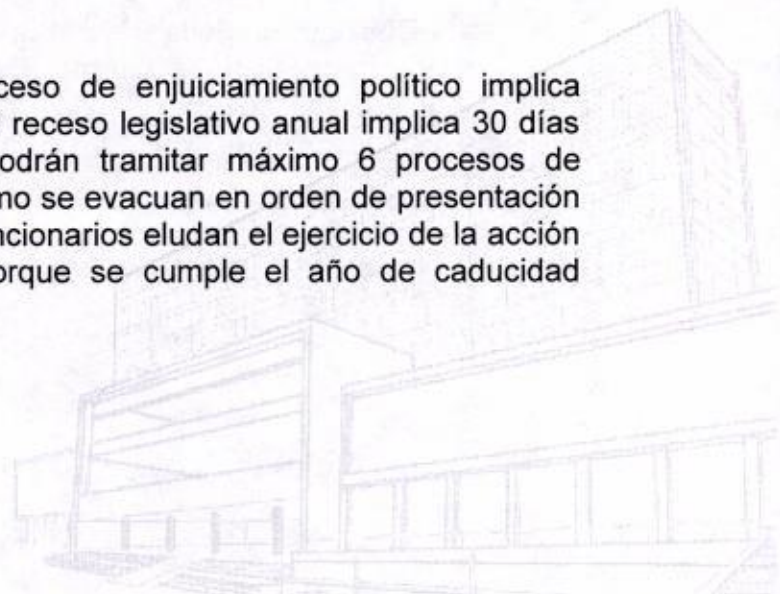 ceso de enjuiciamiento político implica
receso legislativo anual implica 30 días
odrán tramitar máximo 6 procesos de
mo se evacuan en orden de presentación
ncionarios eludan el ejercicio de la acción
orque se cumple el año de caducidad